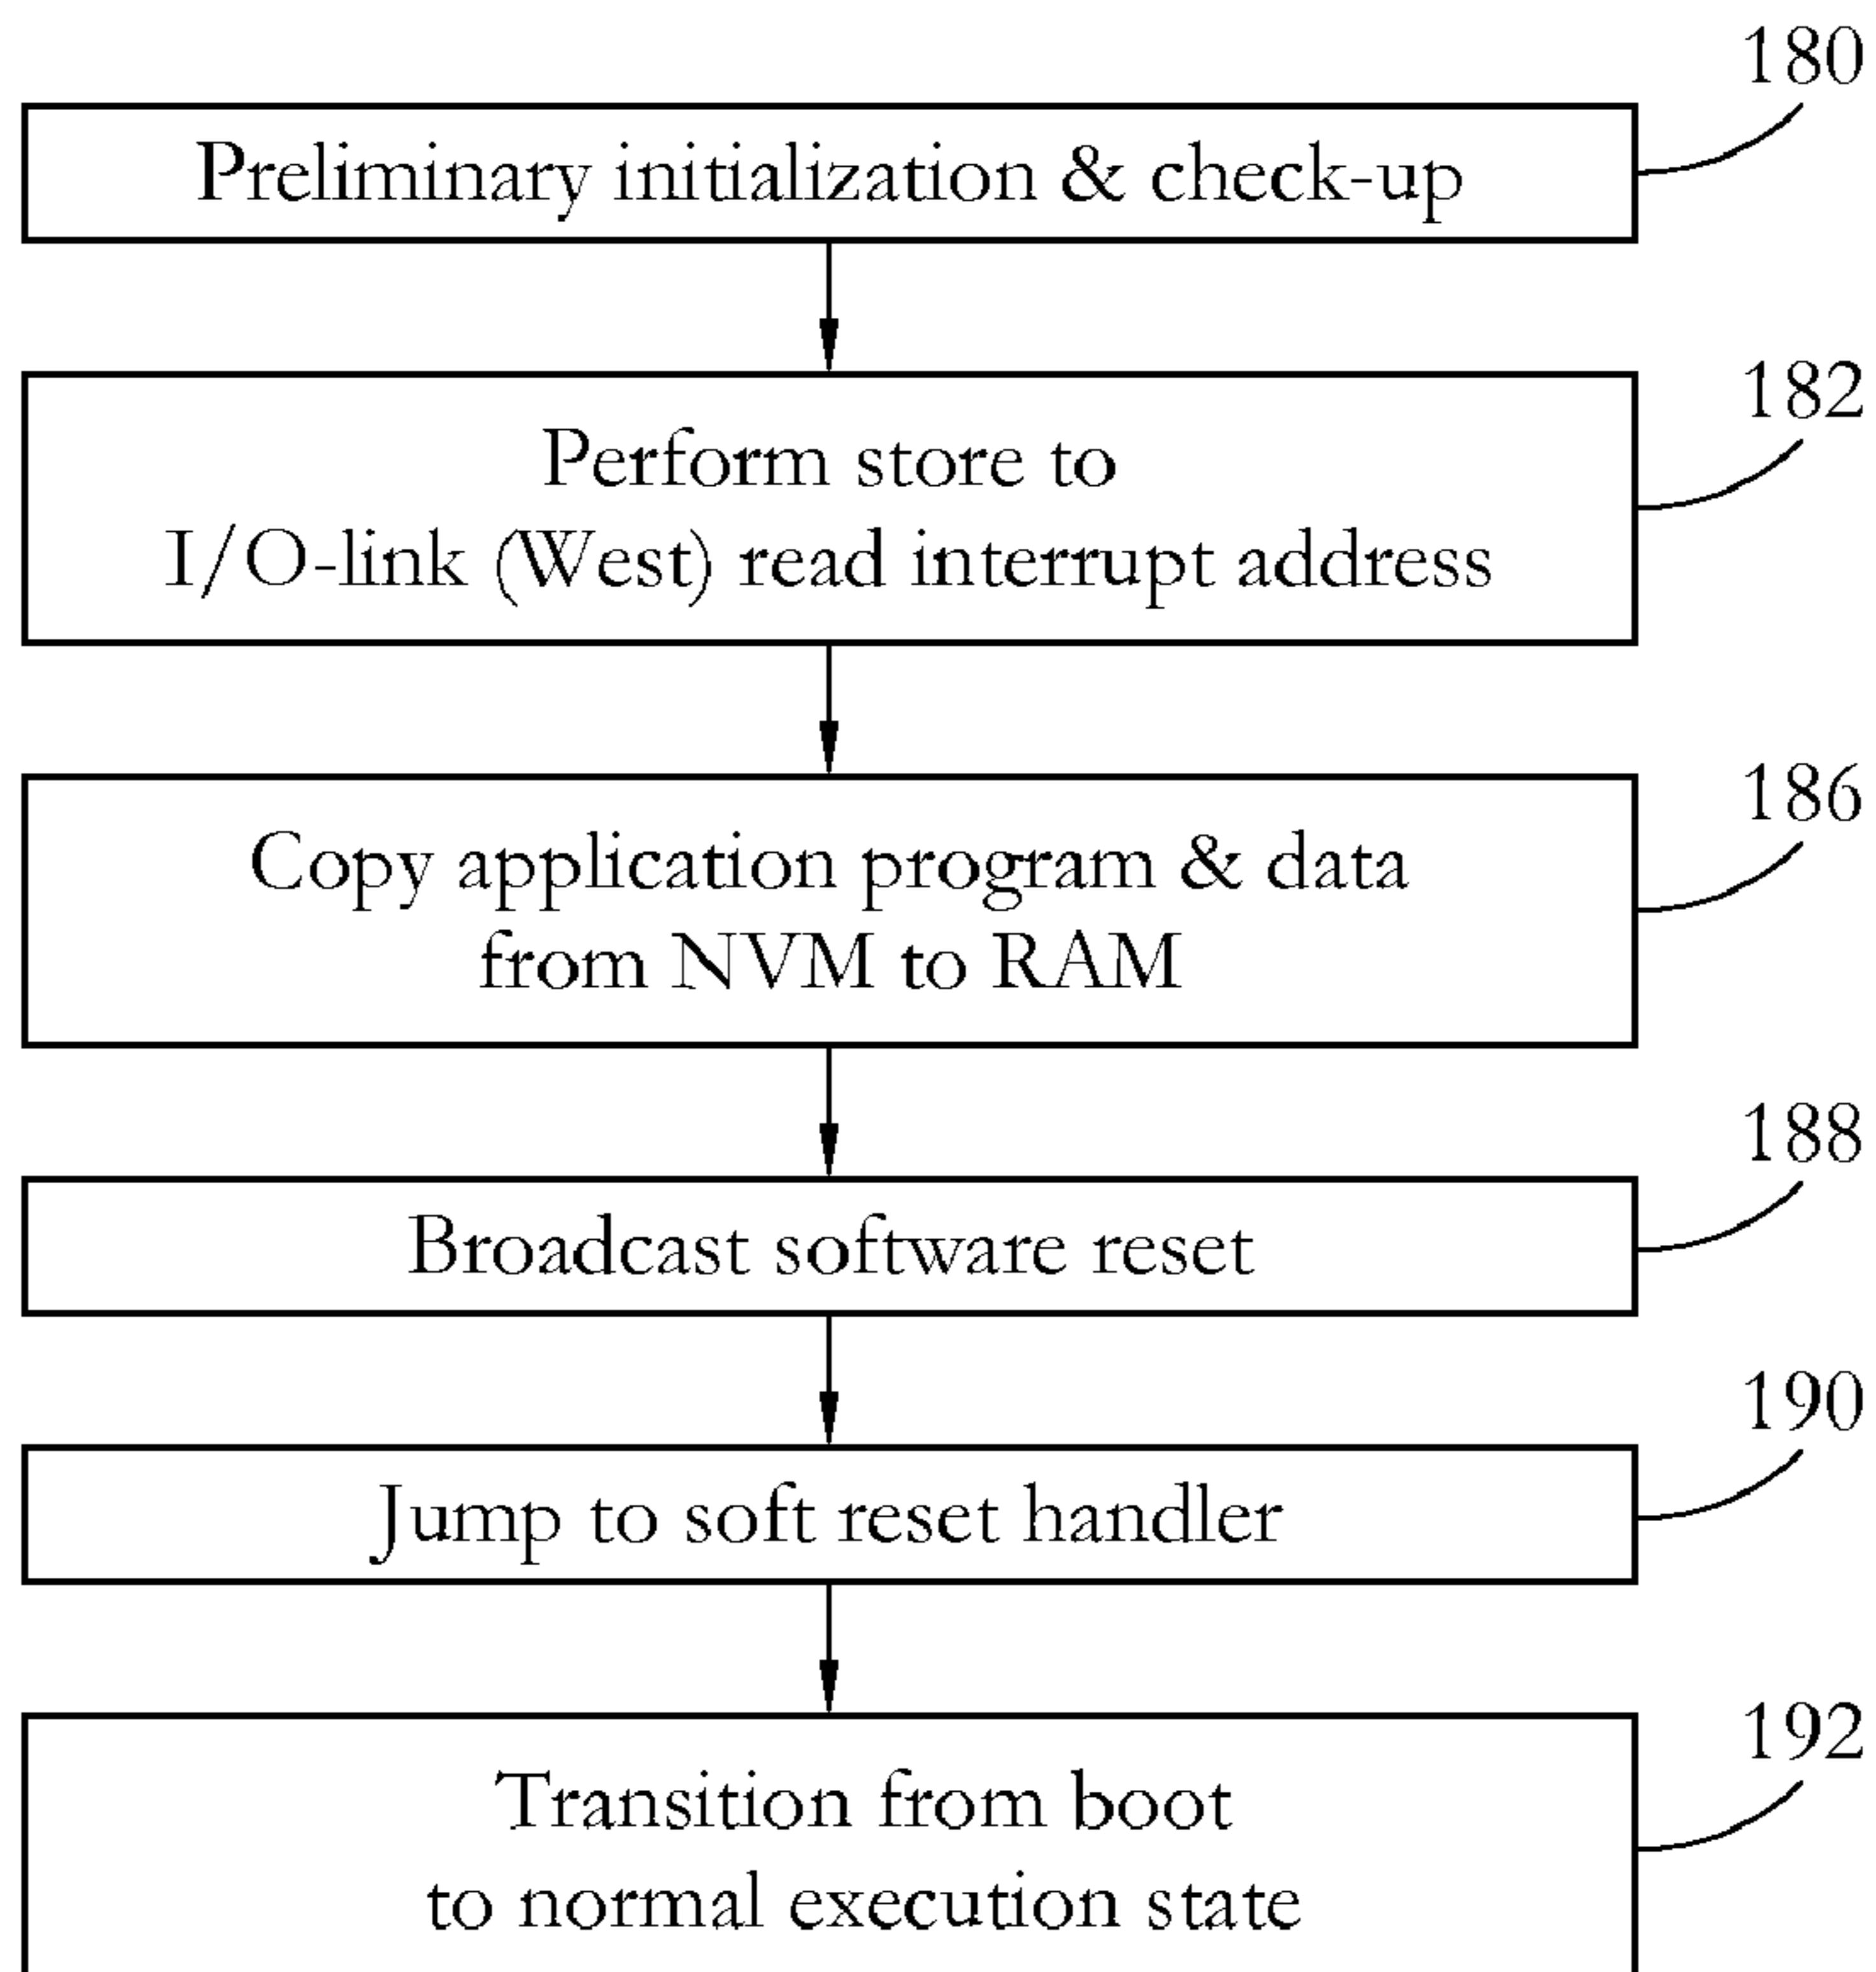 180
Preliminary initialization & check-up
182
Perform store to
I/O-link (West) read interrupt address
186
Copy application program & data
from NVM to RAM
188
Broadcast software reset
190
Jump to soft reset handler
192
Transition from boot
to normal execution state